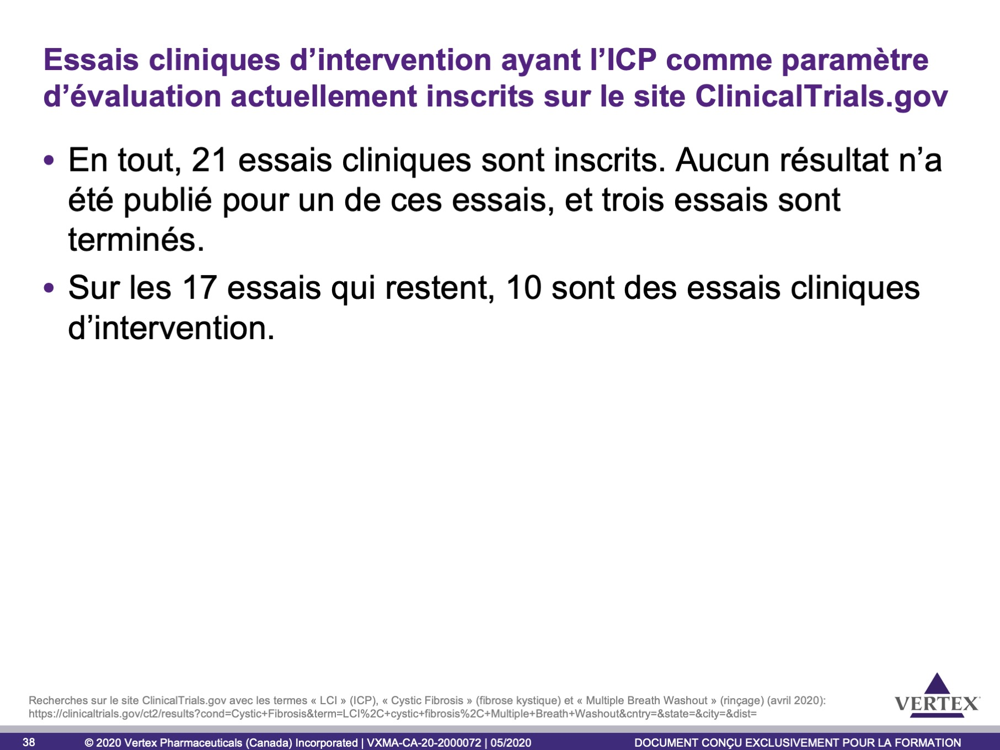 Essais cliniques d’intervention ayant l’ICP comme paramètre
d’évaluation actuellement inscrits sur le site ClinicalTrials.gov
• En tout, 21 essais cliniques sont inscrits. Aucun résultat n’a
été publié pour un de ces essais, et trois essais sont
terminés.
• Sur les 17 essais qui restent, 10 sont des essais cliniques
d’intervention.
Recherches sur le site ClinicalTrials.gov avec les termes « LCI » (ICP), « Cystic Fibrosis » (fibrose kystique) et « Multiple Breath Washout » (rinçage) (avril 2020):
https://clinicaltrials.gov/ct2/results?cond=Cystic+Fibrosis&term=LCI%2C+cystic+fibrosis%2C+Multiple+Breath+Washout&cntry=&state=&city=&dist=
VERTEX
38 © 2020 Vertex Pharmaceuticals (Canada) Incorporated | VXMA-CA-20-2000072 | 05/2020 DOCUMENT CONÇU EXCLUSIVEMENT POUR LA FORMATION